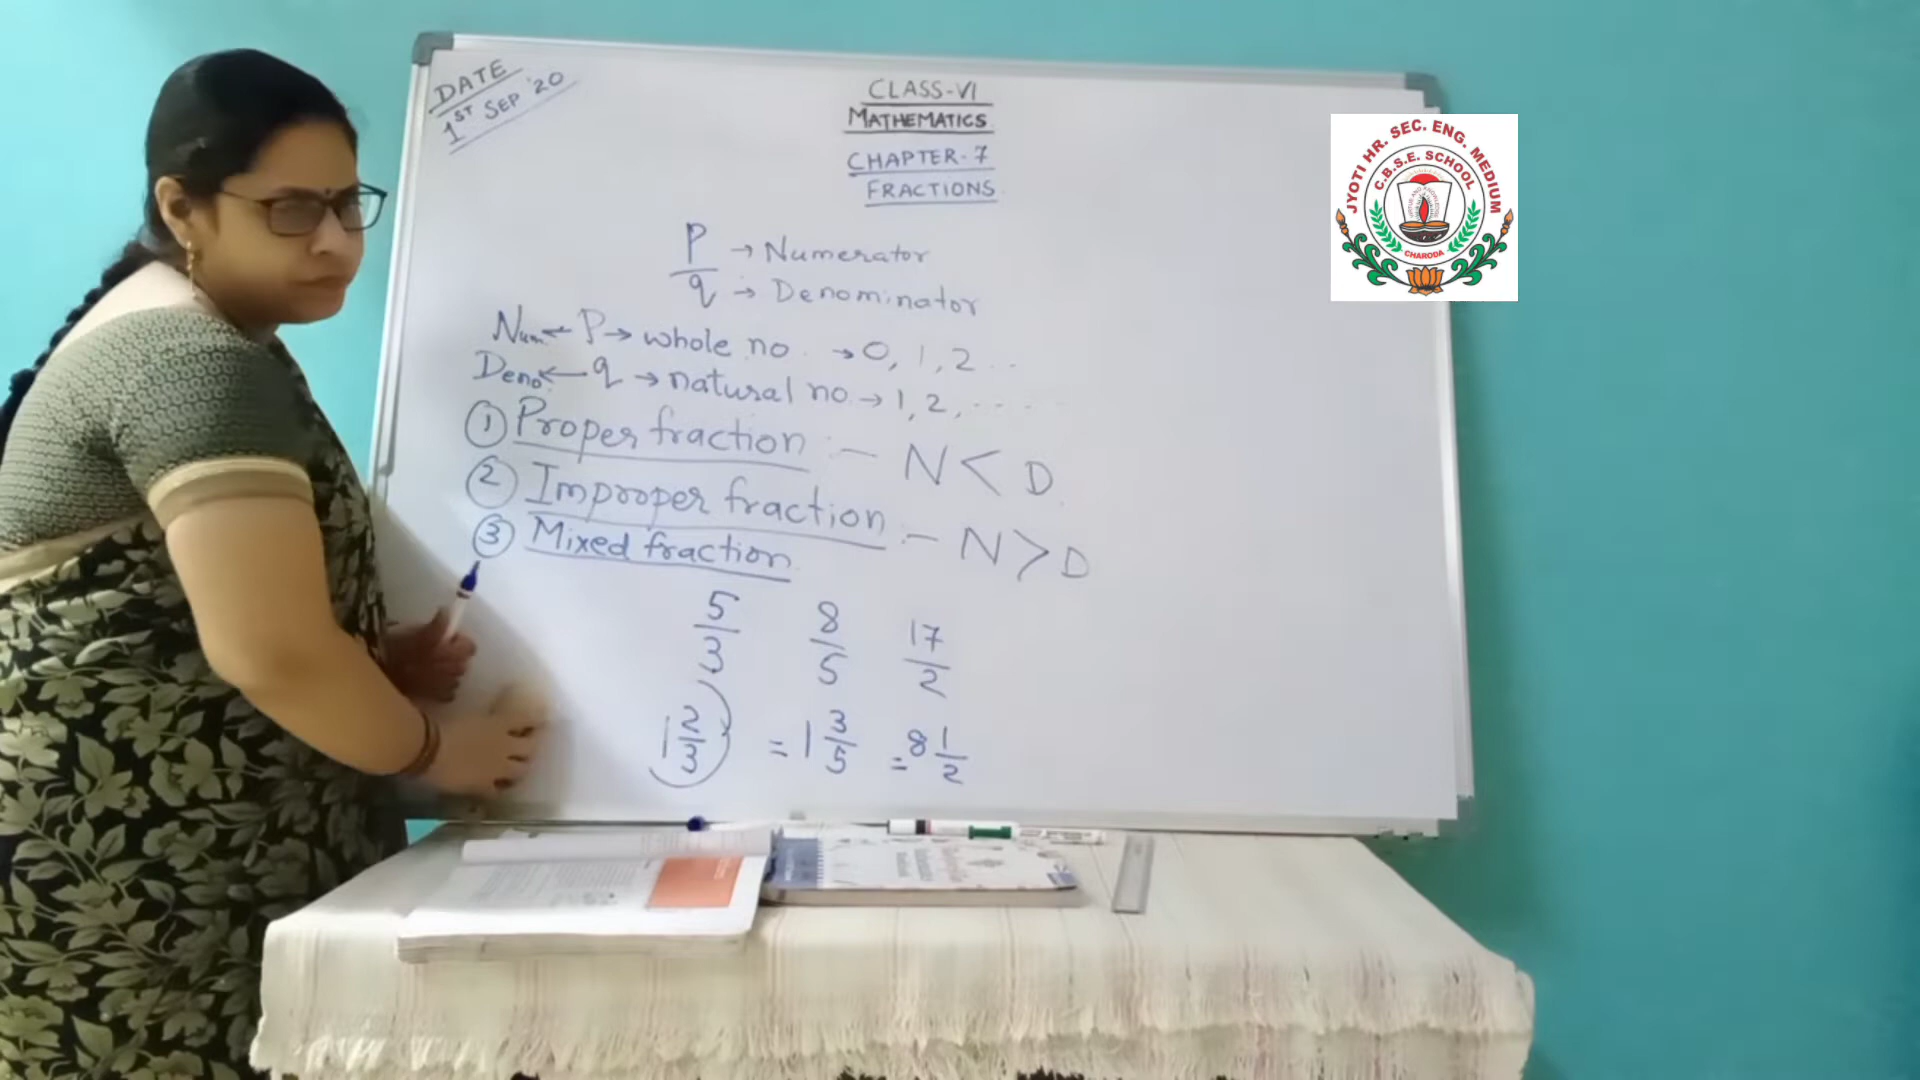 DATE
1ST SEP '20
CLASS-VI
MATHEMATICS
CHAPTER-7
FRACTIONS
P → Numerator
q → Denominator
Num ← P → whole no. → 0, 1, 2 ..
Deno. ← q → natural no → 1, 2, ....
① Proper fraction :- N < D
② Improper fraction :- N > D
③ Mixed fraction
5/3 8/5 17/2
1 2/3 = 1 3/5 = 8 1/2
JYOTI HR. SEC. ENG. MEDIUM
C.B.S.E. SCHOOL
CHARODA